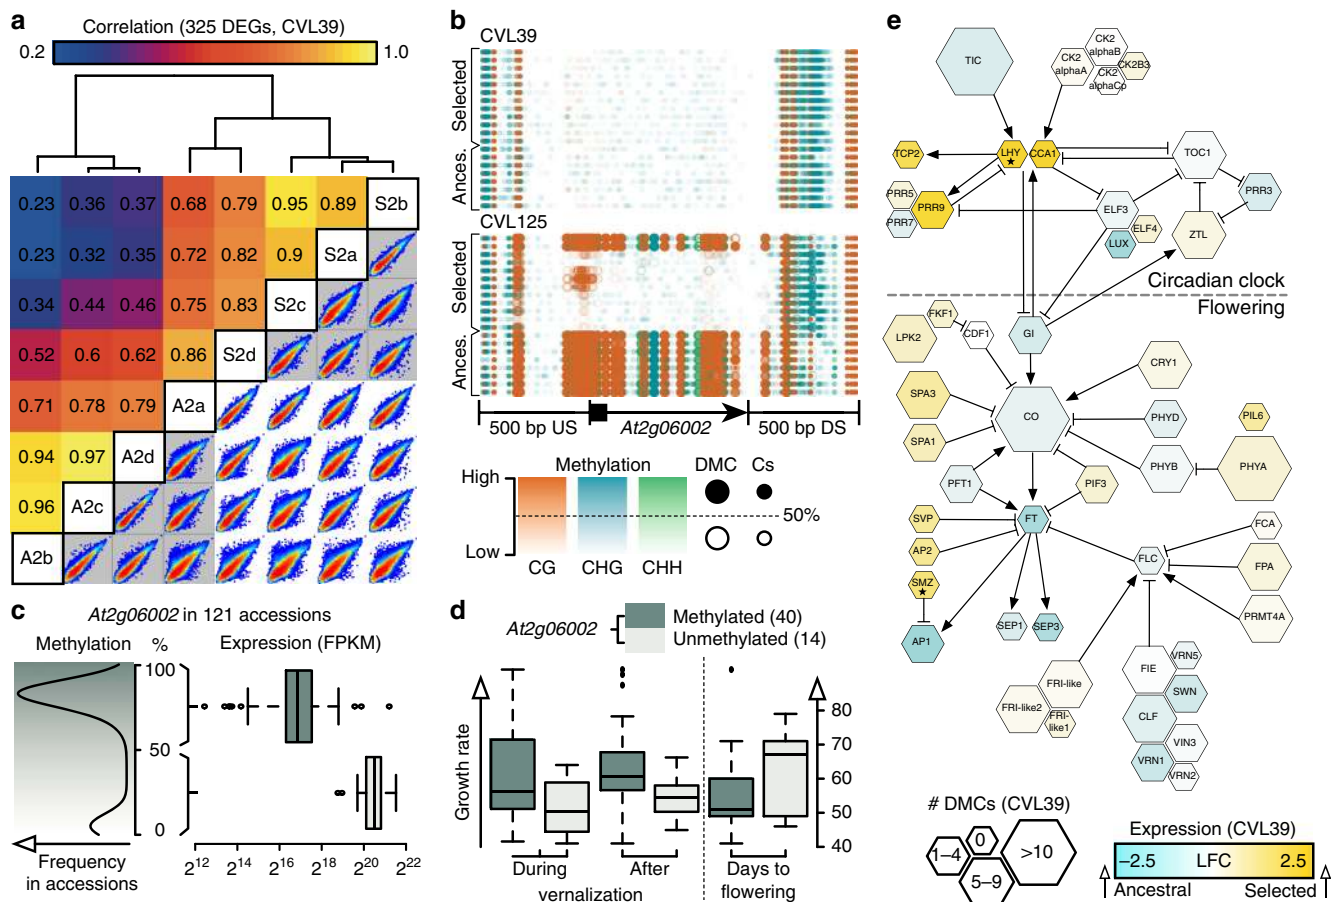 a
Correlation (325 DEGs, CVL39)
0.2
1.0
0.23 0.36 0.37 0.68 0.79 0.95 0.89 S2b
0.23 0.32 0.35 0.72 0.82 0.9 S2a
0.34 0.44 0.46 0.75 0.83 S2c
0.52 0.6 0.62 0.86 S2d
0.71 0.78 0.79 A2a
0.94 0.97 A2d
0.96 A2c
A2b
b
CVL39
Selected
Ances.
CVL125
Selected
Ances.
500 bp US
At2g06002
500 bp DS
Methylation
High
Low
CG CHG CHH
DMC Cs
50%
c
At2g06002 in 121 accessions
Methylation
%
100
50
0
Frequency
in accessions
Expression (FPKM)
2^12 2^14 2^16 2^18 2^20 2^22
d
At2g06002
Methylated (40)
Unmethylated (14)
Growth rate
80
70
60
50
40
During
After
vernalization
Days to
flowering
e
TIC
CK2 alphaB
CK2 alphaA
CK2B3
CK2 alphaCp
TCP2
LHY
★
CCA1
TOC1
PRR5
PRR9
PRR7
ELF3
ELF4
LUX
PRR3
ZTL
Circadian clock
Flowering
FKF1
LPK2
CDF1
GI
CRY1
SPA3
CO
PHYD
PIL6
SPA1
PHYB
PHYA
PFT1
PIF3
SVP
FT
AP2
FCA
FLC
FPA
SMZ
★
PRMT4A
AP1
SEP1
SEP3
FIE
VRN5
FRI-like
SWN
FRI-like2
FRI-like1
CLF
VIN3
VRN1
VRN2
# DMCs (CVL39)
1–4
0
>10
5–9
Expression (CVL39)
–2.5 LFC 2.5
Ancestral
Selected